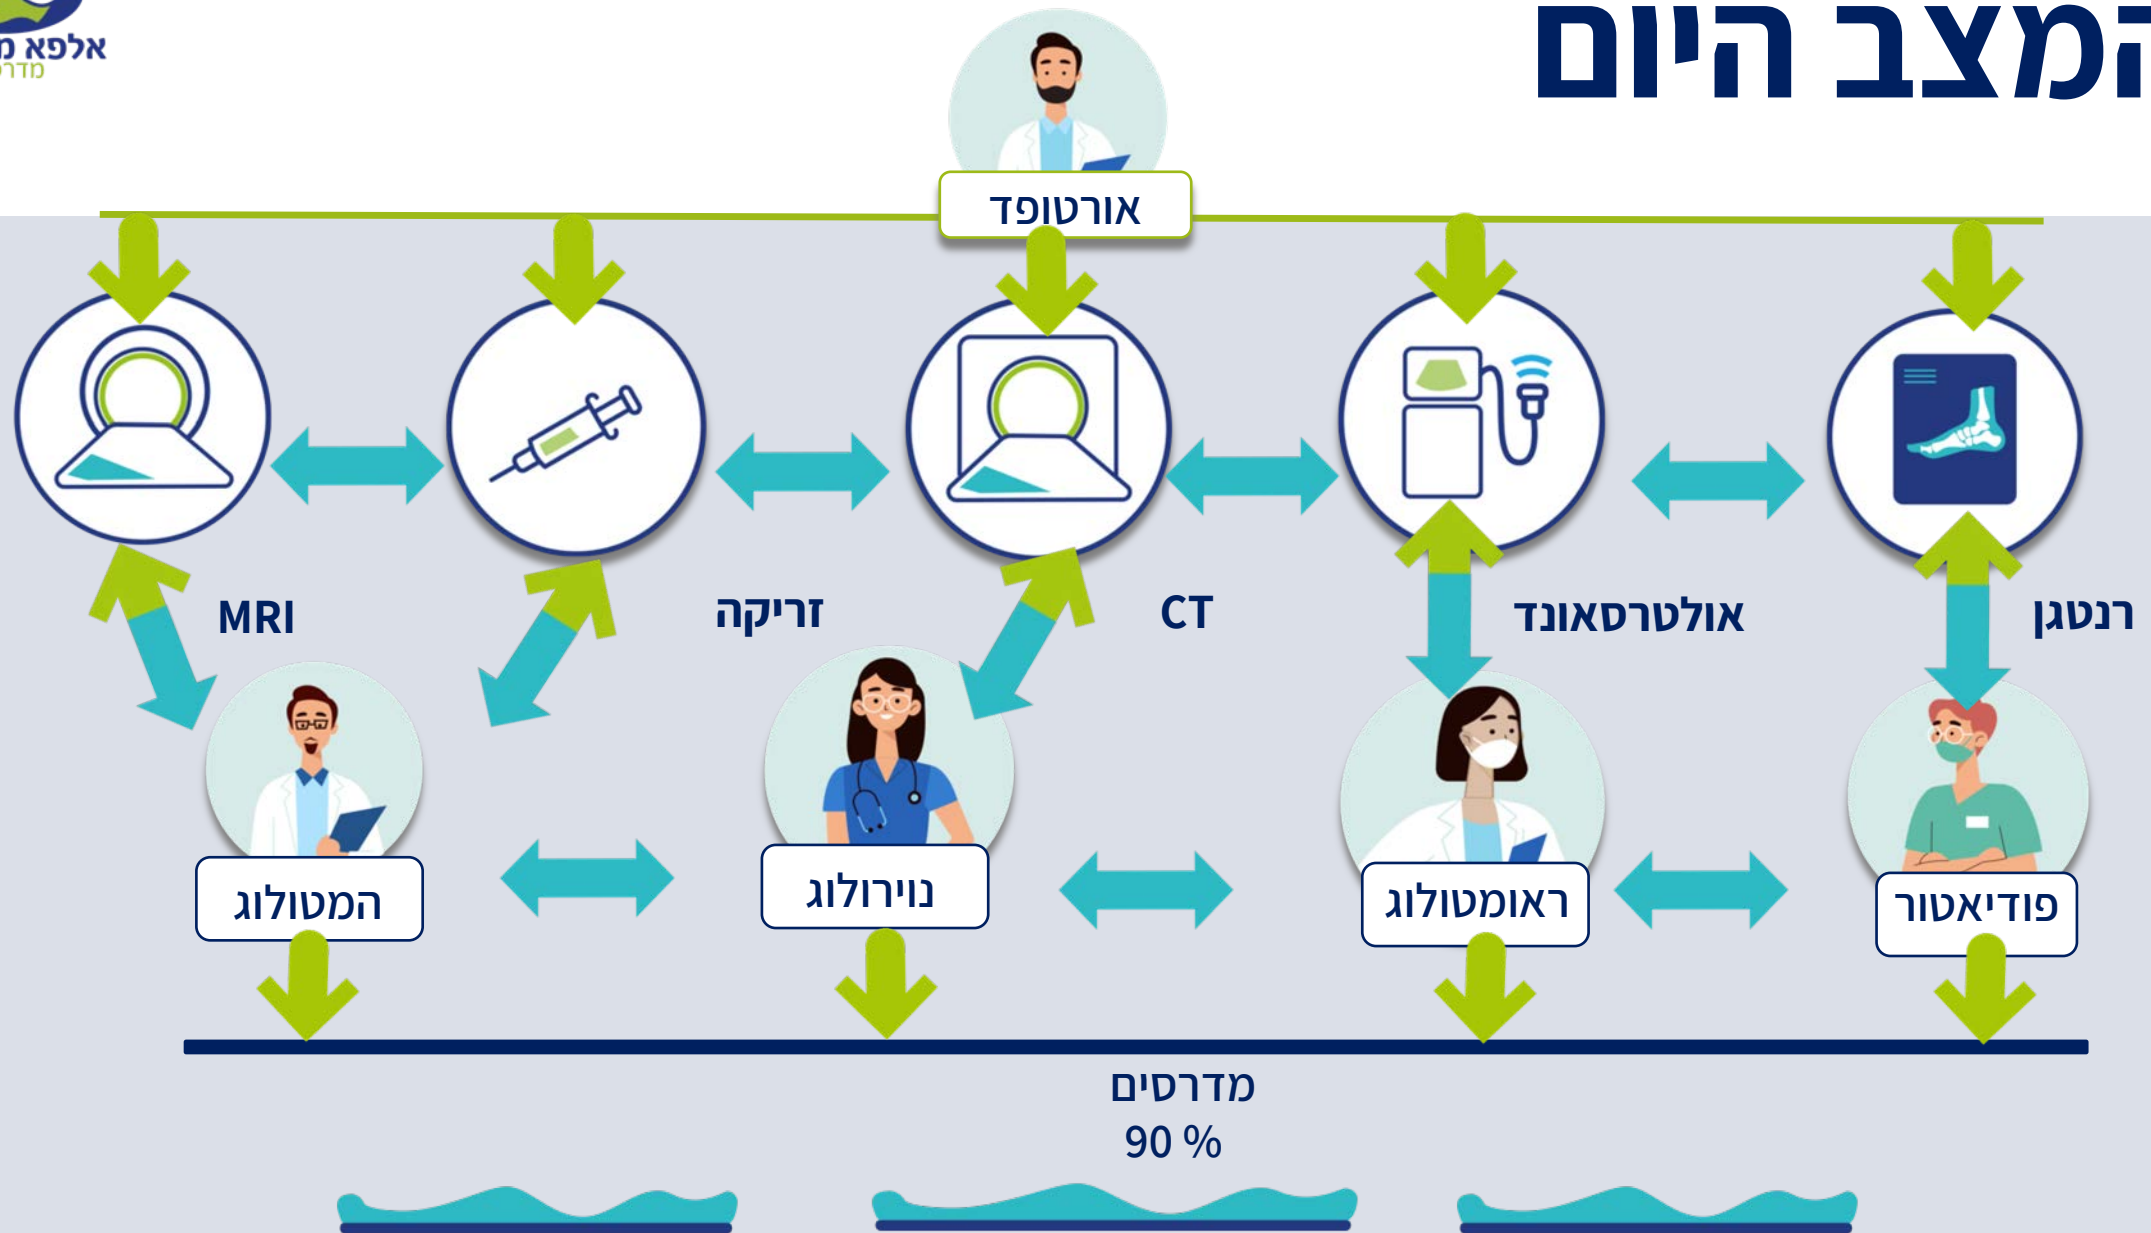 המצב היום
אלפא
אורטופד
רנטגן
אולטרסאונד
CT
זריקה
MRI
פודיאטור
ראומטולוג
נוירולוג
המטולוג
מדרסים
90 %